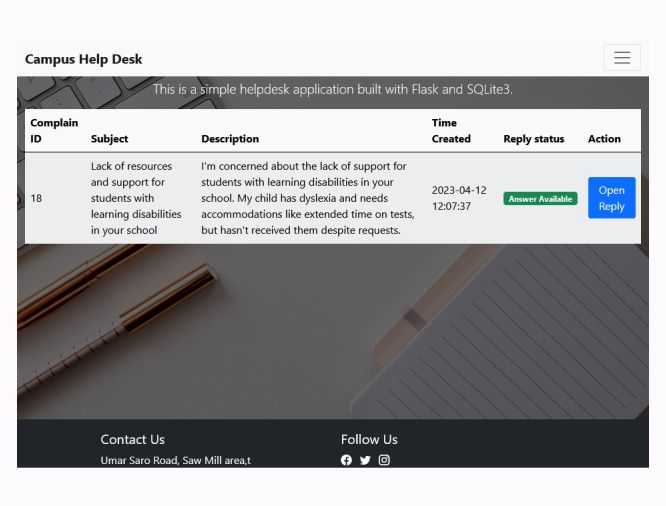 Campus Help Desk
This is a simple helpdesk application built with Flask and SQLite3.
Complain
ID
Subject
Description
Time
Created
Reply status
Action
18
Lack of resources
and support for
students with
learning disabilities
in your school
I'm concerned about the lack of support for
students with learning disabilities in your
school. My child has dyslexia and needs
accommodations like extended time on tests,
but hasn't received them despite requests.
2023-04-12
12:07:37
Answer Available
Open
Reply
Contact Us
Follow Us
Umar Saro Road, Saw Mill area,t